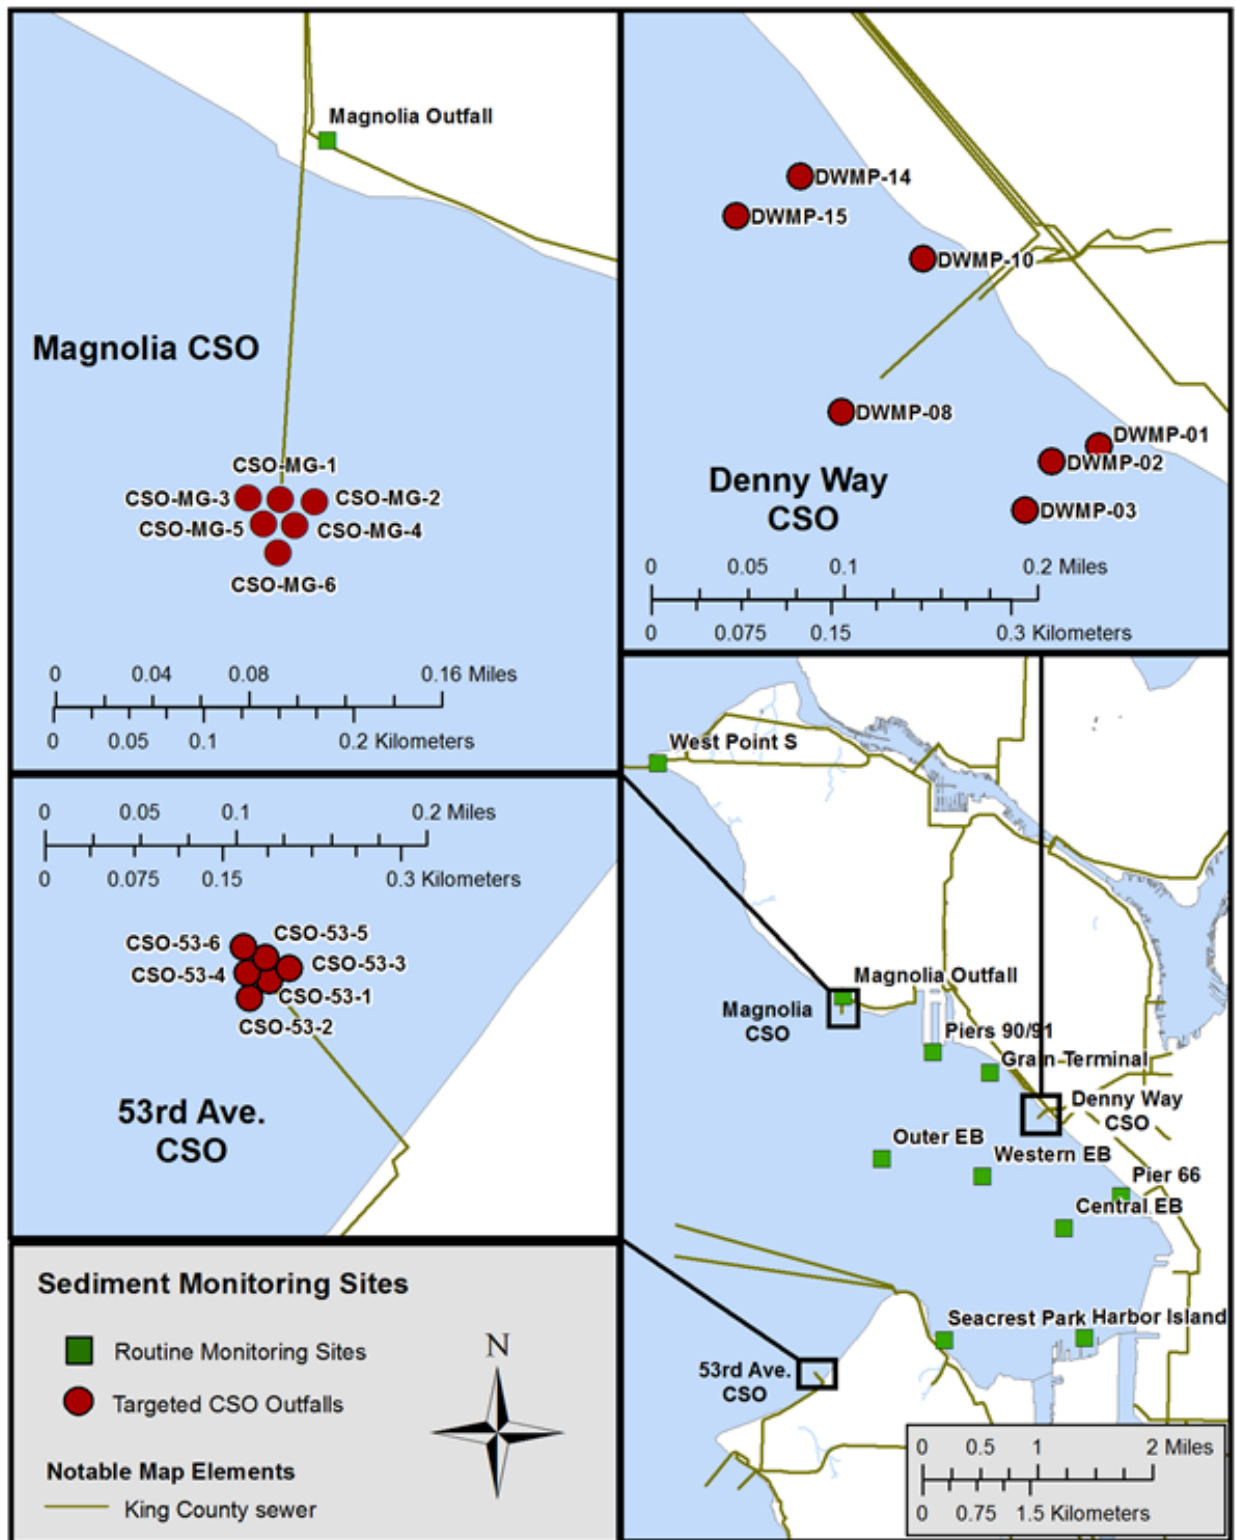 Magnolia Outfall
Magnolia CSO
CSO-MG-1
CSO-MG-3
CSO-MG-2
CSO-MG-5
CSO-MG-4
CSO-MG-6
0 0.04 0.08 0.16 Miles
0 0.05 0.1 0.2 Kilometers
DWMP-14
DWMP-15
DWMP-10
DWMP-08
DWMP-01
DWMP-02
DWMP-03
Denny Way
CSO
0 0.05 0.1 0.2 Miles
0 0.075 0.15 0.3 Kilometers
0 0.05 0.1 0.2 Miles
0 0.075 0.15 0.3 Kilometers
CSO-53-5
CSO-53-6
CSO-53-3
CSO-53-4
CSO-53-1
CSO-53-2
53rd Ave.
CSO
West Point S
Magnolia Outfall
Magnolia
CSO
Piers 90/91
Grain Terminal
Denny Way
CSO
Outer EB
Western EB
Pier 66
Central EB
Seacrest Park
Harbor Island
53rd Ave.
CSO
0 0.5 1 2 Miles
0 0.75 1.5 Kilometers
Sediment Monitoring Sites
Routine Monitoring Sites
Targeted CSO Outfalls
N
Notable Map Elements
King County sewer